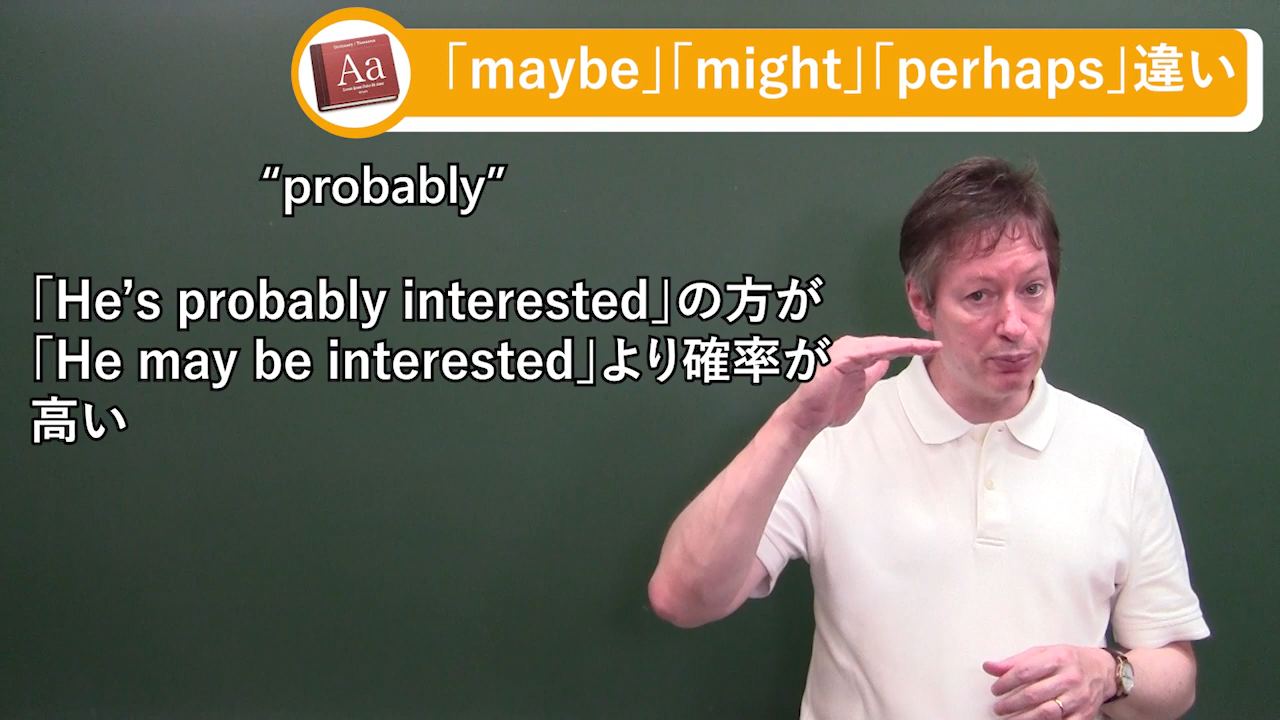 「maybe」「might」「perhaps」違い
Aa
“probably”
「He’s probably interested」の方が
「He may be interested」より確率が
高い